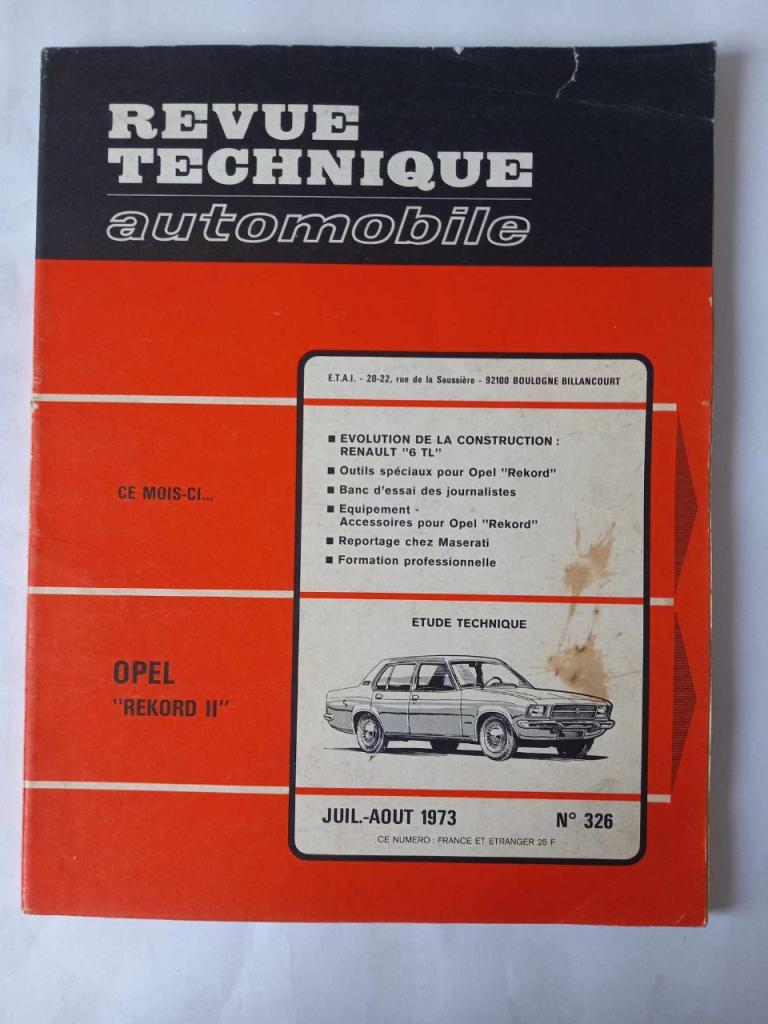 REVUE
TECHNIQUE
automobile
E.T.A.I. - 20-22, rue de la Saussière - 92100 BOULOGNE BILLANCOURT
CE MOIS-CI...
■ EVOLUTION DE LA CONSTRUCTION :
RENAULT "6 TL"
■ Outils spéciaux pour Opel "Rekord"
■ Banc d'essai des journalistes
■ Equipement -
Accessoires pour Opel "Rekord"
■ Reportage chez Maserati
■ Formation professionnelle
OPEL
"REKORD II"
ETUDE TECHNIQUE
JUIL.-AOUT 1973
N° 326
CE NUMERO : FRANCE ET ETRANGER 25 F